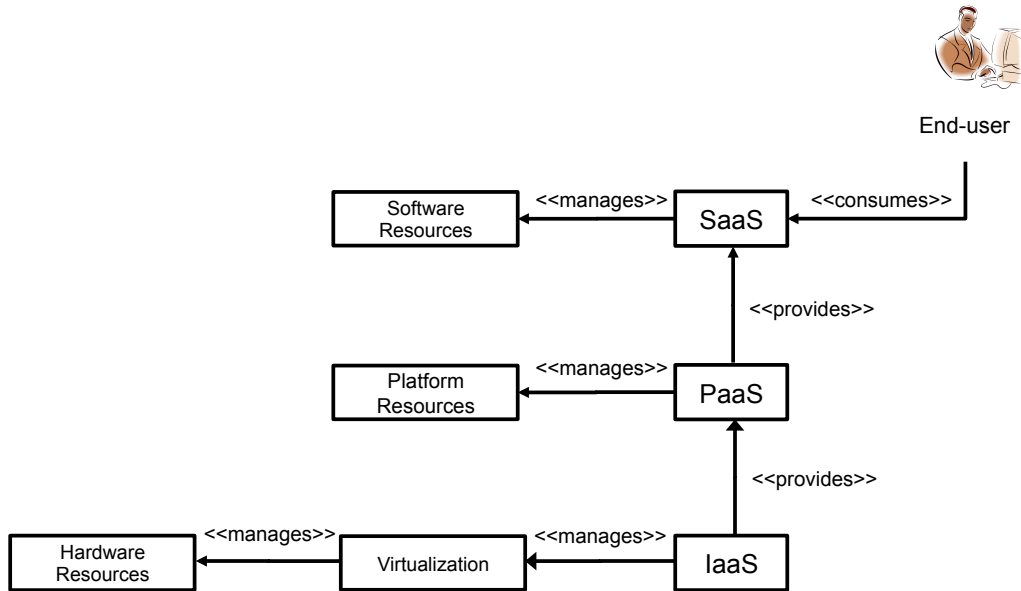 End-user
<<manages>>
<<consumes>>
Software
Resources
SaaS
<<provides>>
<<manages>>
Platform
Resources
PaaS
<<provides>>
<<manages>>
<<manages>>
Hardware
Resources
Virtualization
IaaS